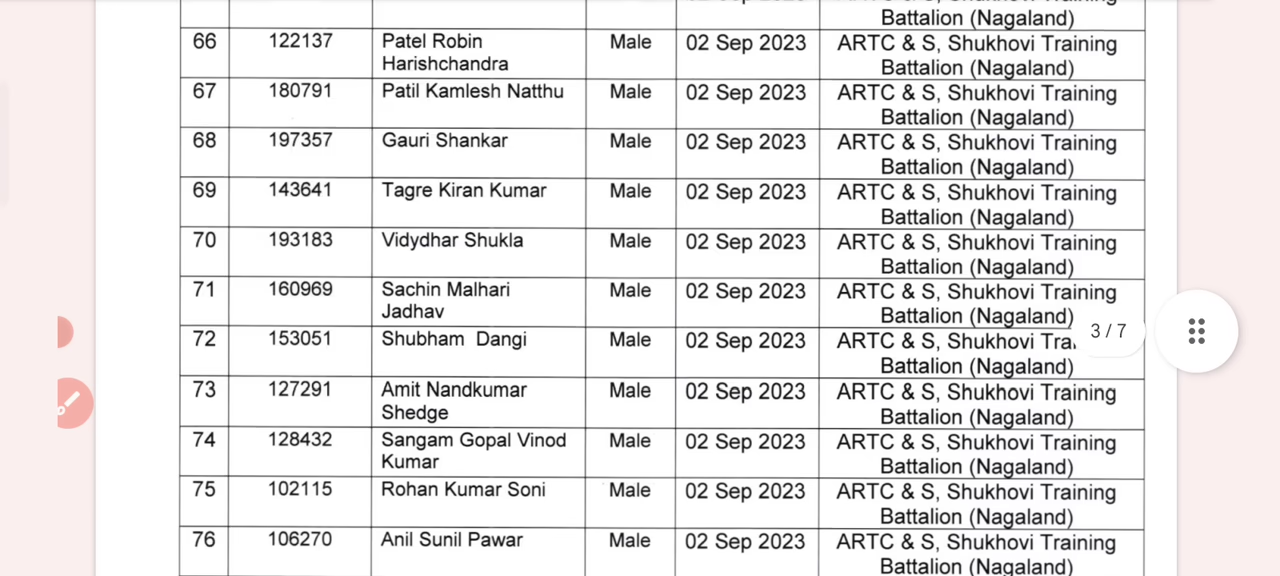 Battalion (Nagaland)
66 122137 Patel Robin Male 02 Sep 2023 ARTC & S, Shukhovi Training
Harishchandra Battalion (Nagaland)
67 180791 Patil Kamlesh Natthu Male 02 Sep 2023 ARTC & S, Shukhovi Training
Battalion (Nagaland)
68 197357 Gauri Shankar Male 02 Sep 2023 ARTC & S, Shukhovi Training
Battalion (Nagaland)
69 143641 Tagre Kiran Kumar Male 02 Sep 2023 ARTC & S, Shukhovi Training
Battalion (Nagaland)
70 193183 Vidydhar Shukla Male 02 Sep 2023 ARTC & S, Shukhovi Training
Battalion (Nagaland)
71 160969 Sachin Malhari Male 02 Sep 2023 ARTC & S, Shukhovi Training
Jadhav Battalion (Nagaland)
3 / 7
72 153051 Shubham Dangi Male 02 Sep 2023 ARTC & S, Shukhovi
Battalion (Nagaland)
73 127291 Amit Nandkumar Male 02 Sep 2023 ARTC & S, Shukhovi Training
Shedge Battalion (Nagaland)
74 128432 Sangam Gopal Vinod Male 02 Sep 2023 ARTC & S, Shukhovi Training
Kumar Battalion (Nagaland)
75 102115 Rohan Kumar Soni Male 02 Sep 2023 ARTC & S, Shukhovi Training
Battalion (Nagaland)
76 106270 Anil Sunil Pawar Male 02 Sep 2023 ARTC & S, Shukhovi Training
Battalion (Nagaland)